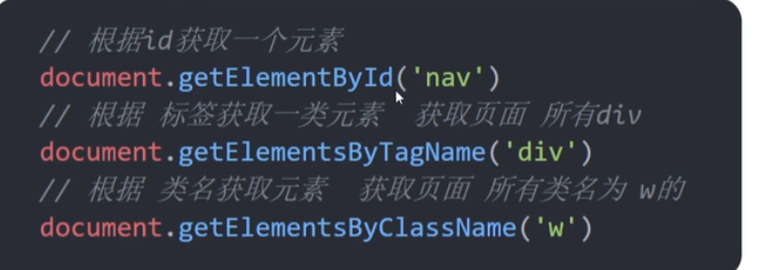 // 根据id获取一个元素
document.getElementById('nav')
// 根据 标签获取一类元素  获取页面 所有div
document.getElementsByTagName('div')
// 根据 类名获取元素  获取页面 所有类名为 w的
document.getElementsByClassName('w')